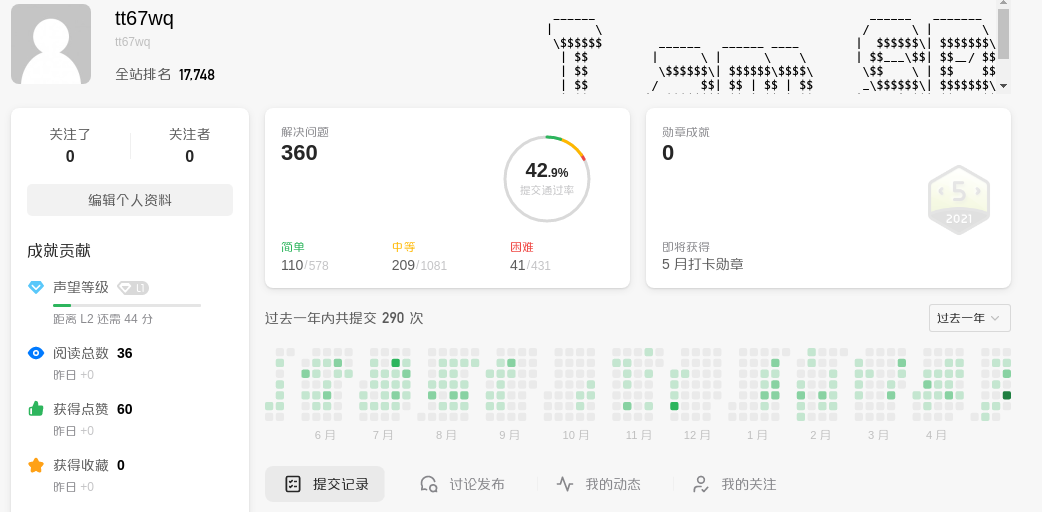 tt67wq
tt67wq
全站排名 17,748
关注了 关注者
0 0
编辑个人资料
成就贡献
声望等级 L1
距离 L2 还需 44 分
阅读总数 36
昨日 +0
获得点赞 60
昨日 +0
获得收藏 0
昨日 +0
解决问题
360
42.9%
提交通过率
简单 中等 困难
110/578 209/1081 41/431
勋章成就
0
5
2021
即将获得
5 月打卡勋章
过去一年内共提交 290 次
过去一年
6 月 7 月 8 月 9 月 10 月 11 月 12 月 1 月 2 月 3 月 4 月
提交记录 讨论发布 我的动态 我的关注